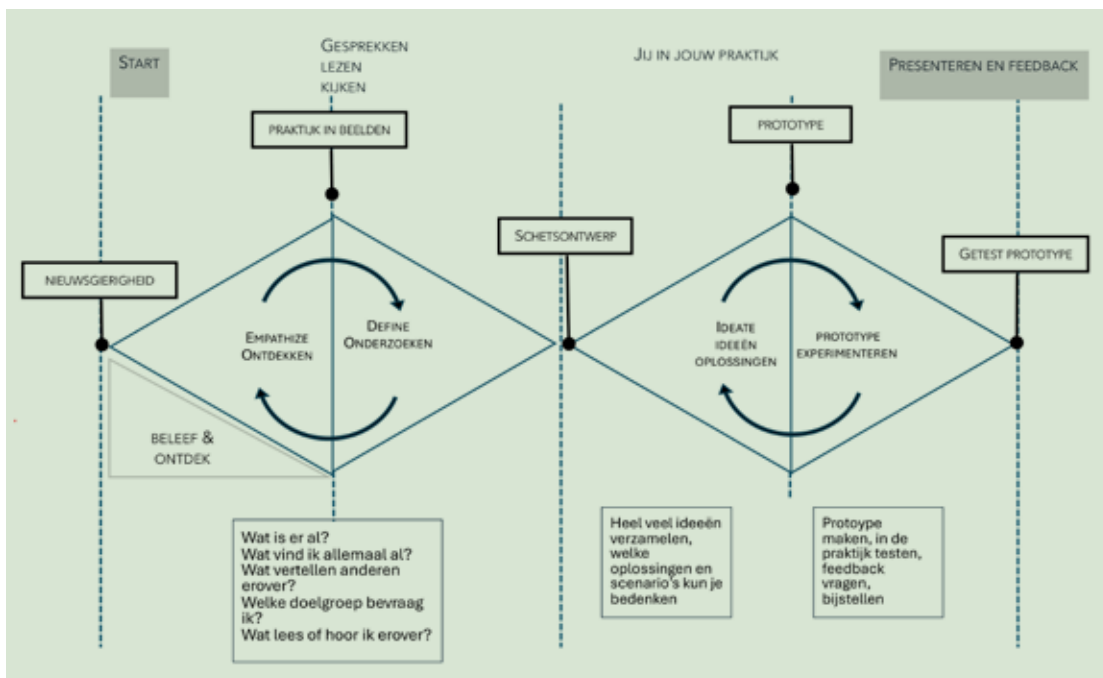 START
GESPREKKEN
LEZEN
KIJKEN
JIJ IN JOUW PRAKTIJK
PRESENTEREN EN FEEDBACK
PRAKTIJK IN BEELDEN
PROTOTYPE
SCHETSONTWERP
GETEST PROTOTYPE
NIEUWSGIERIGHEID
EMPATHIZE
ONTDEKKEN
DEFINE
ONDERZOEKEN
IDEATE
IDEEËN
OPLOSSINGEN
PROTOTYPE
EXPERIMENTEREN
BELEEF &
ONTDEK
Wat is er al?
Wat vind ik allemaal al?
Wat vertellen anderen
erover?
Welke doelgroep bevraag
ik?
Wat lees of hoor ik erover?
Heel veel ideeën
verzamelen,
welke
oplossingen en
scenario's kun je
bedenken
Protoype
maken, in de
praktijk testen,
feedback
vragen,
bijstellen